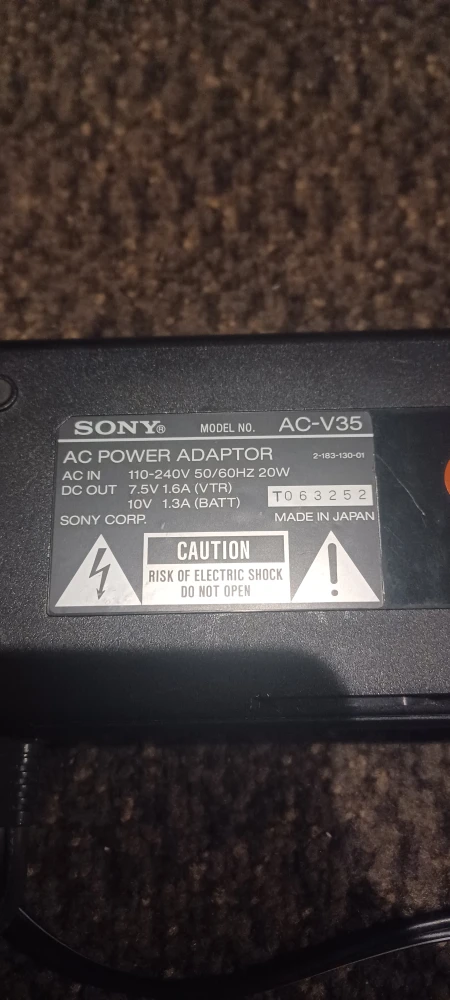 SONY® MODEL NO. AC-V35
AC POWER ADAPTOR 2-183-130-01
AC IN 110-240V 50/60HZ 20W
DC OUT 7.5V 1.6A (VTR)
10V 1.3A (BATT)
T063252
SONY CORP. MADE IN JAPAN
CAUTION
RISK OF ELECTRIC SHOCK
DO NOT OPEN